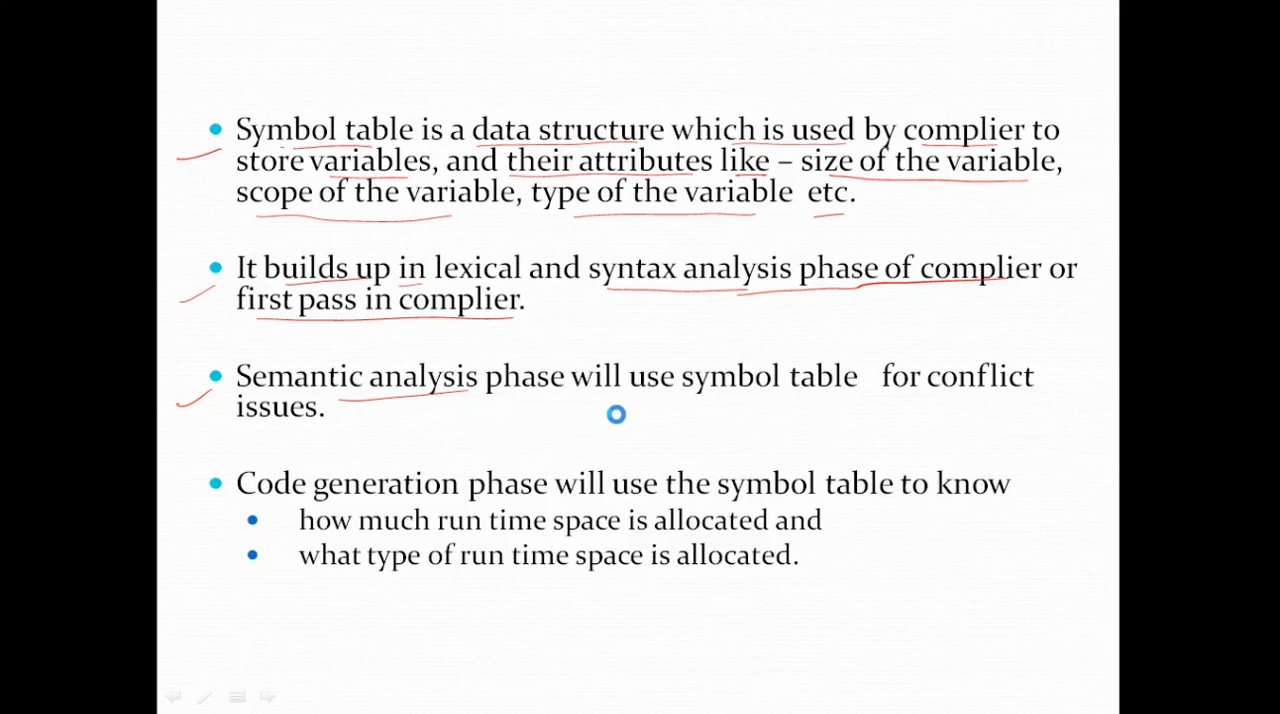 Symbol table is a data structure which is used by complier to
store variables, and their attributes like – size of the variable,
scope of the variable, type of the variable etc.
It builds up in lexical and syntax analysis phase of complier or
first pass in complier.
Semantic analysis phase will use symbol table for conflict
issues.
Code generation phase will use the symbol table to know
how much run time space is allocated and
what type of run time space is allocated.